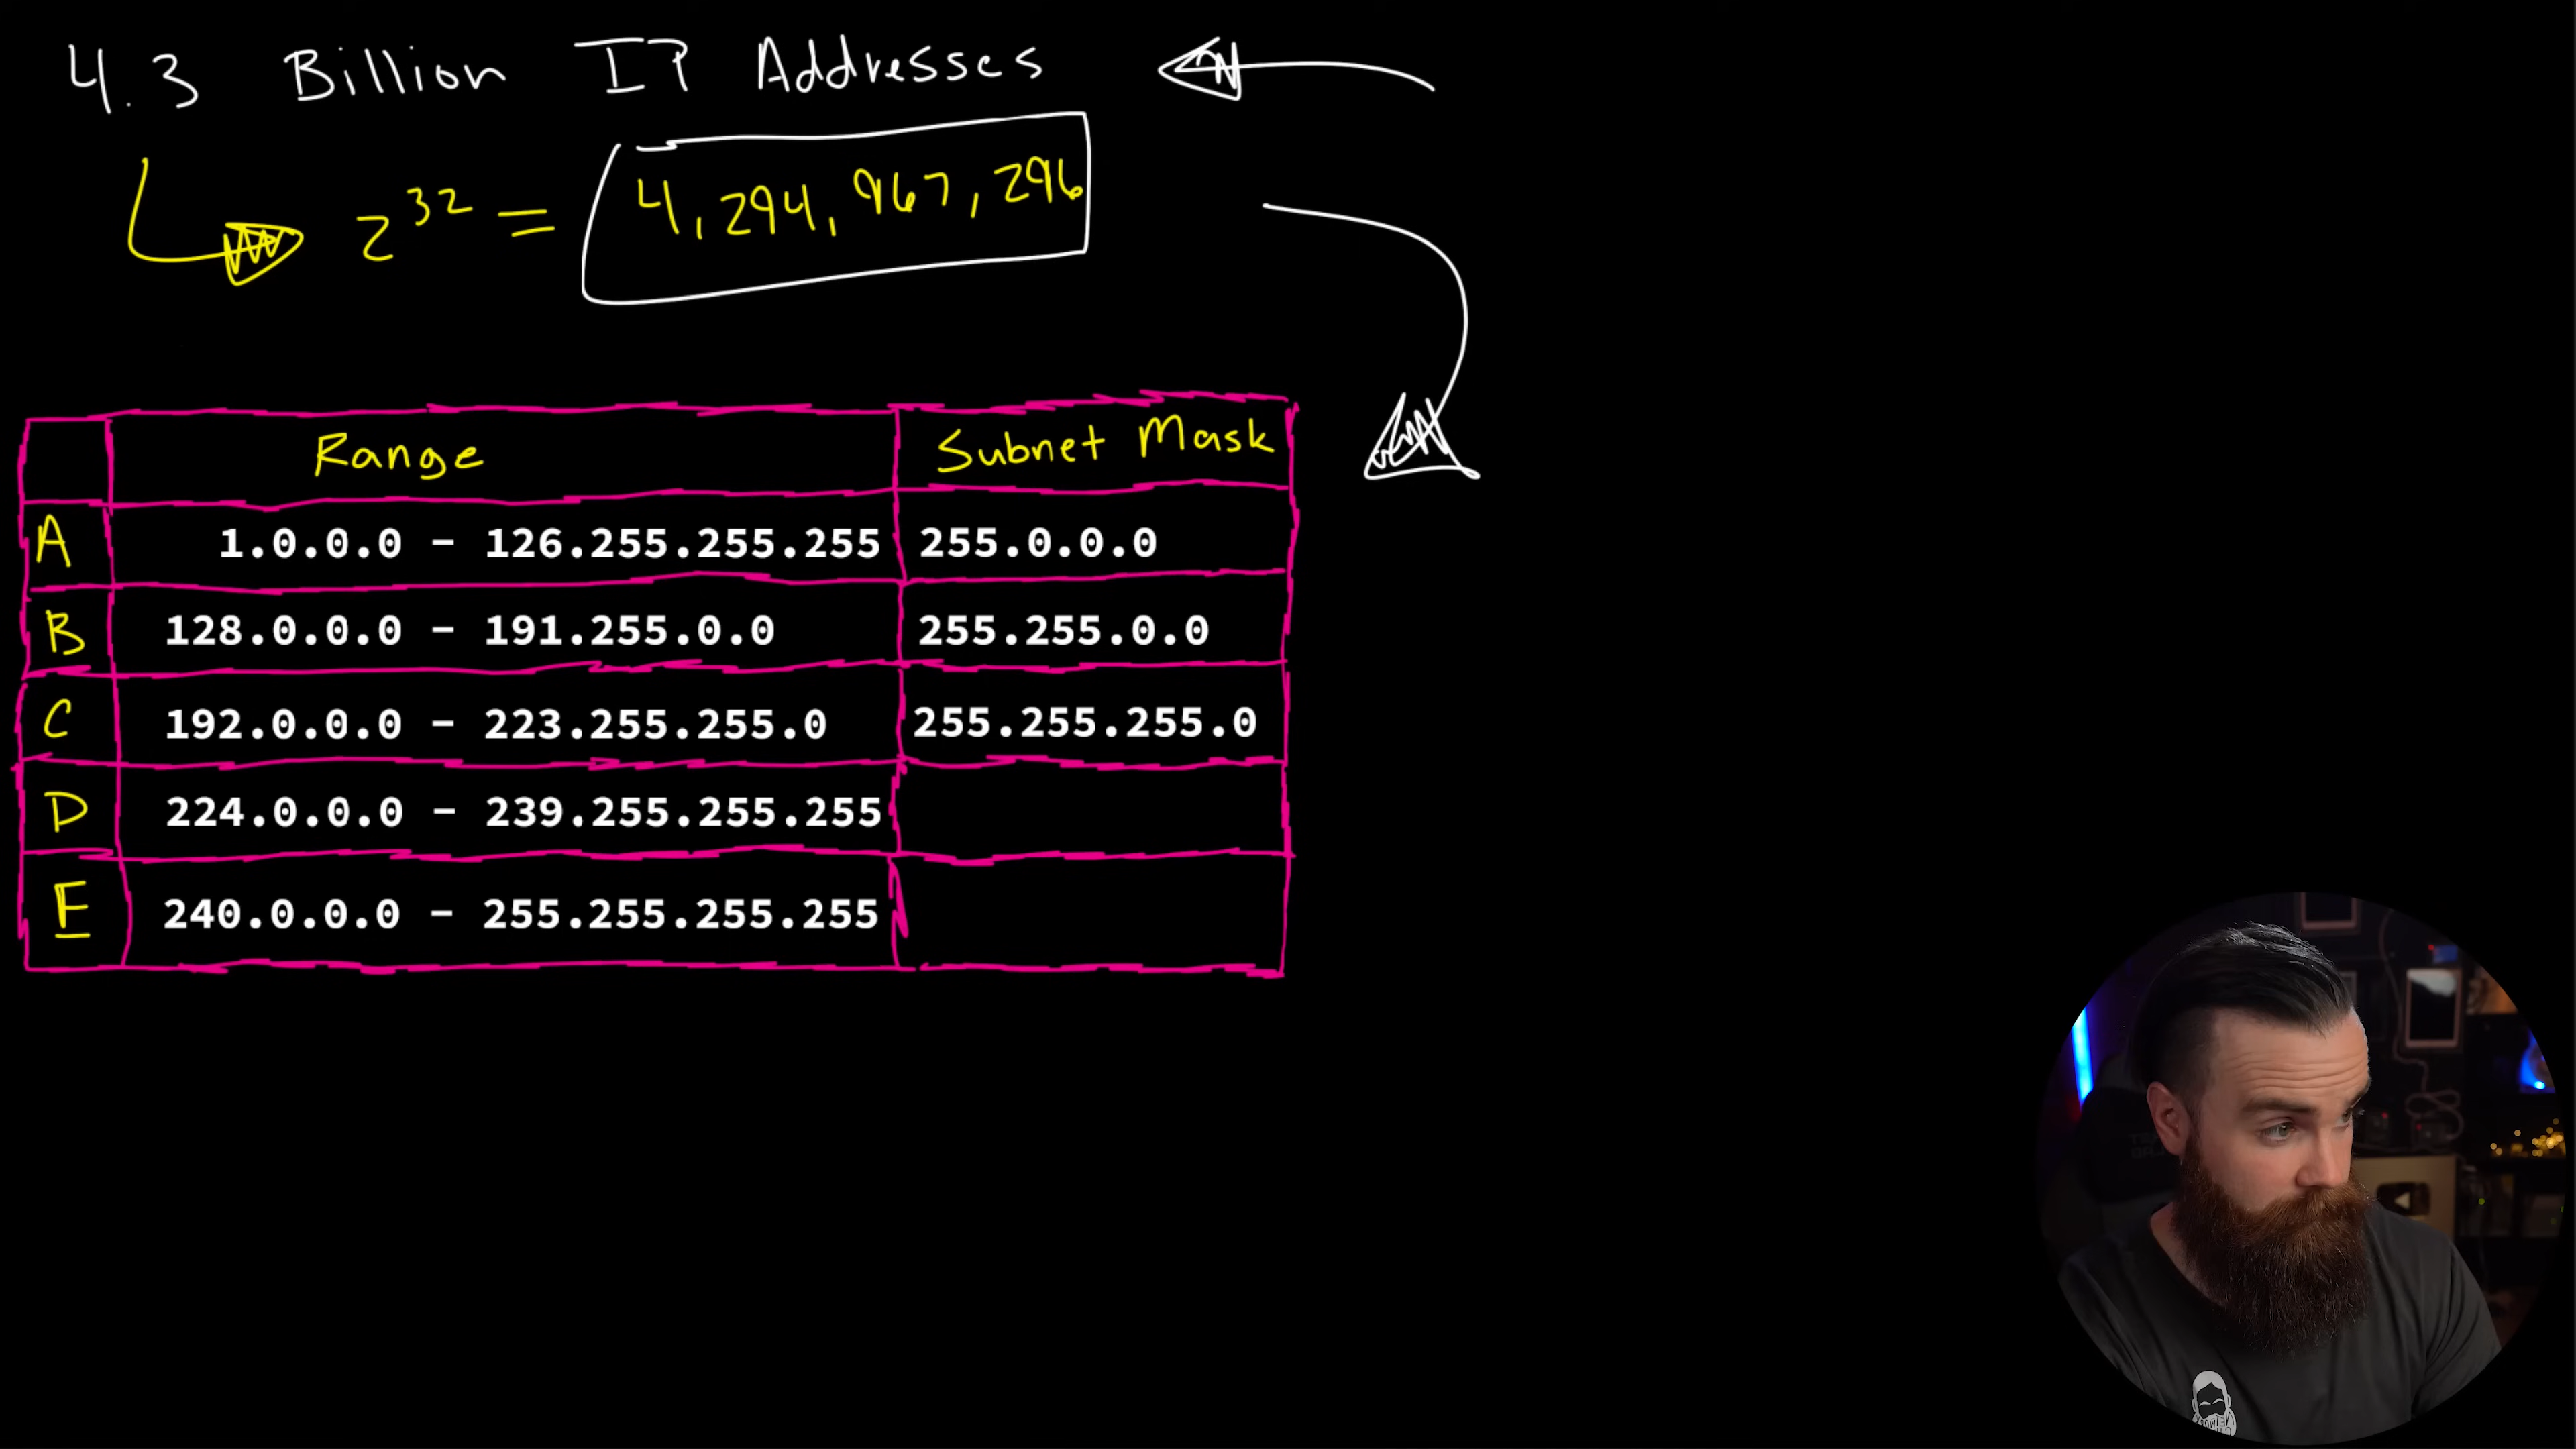 4.3 Billion IP Addresses
2^32 = 4,294,967,296
Range Subnet Mask
A 1.0.0.0 - 126.255.255.255 255.0.0.0
B 128.0.0.0 - 191.255.0.0 255.255.0.0
C 192.0.0.0 - 223.255.255.0 255.255.255.0
D 224.0.0.0 - 239.255.255.255
E 240.0.0.0 - 255.255.255.255